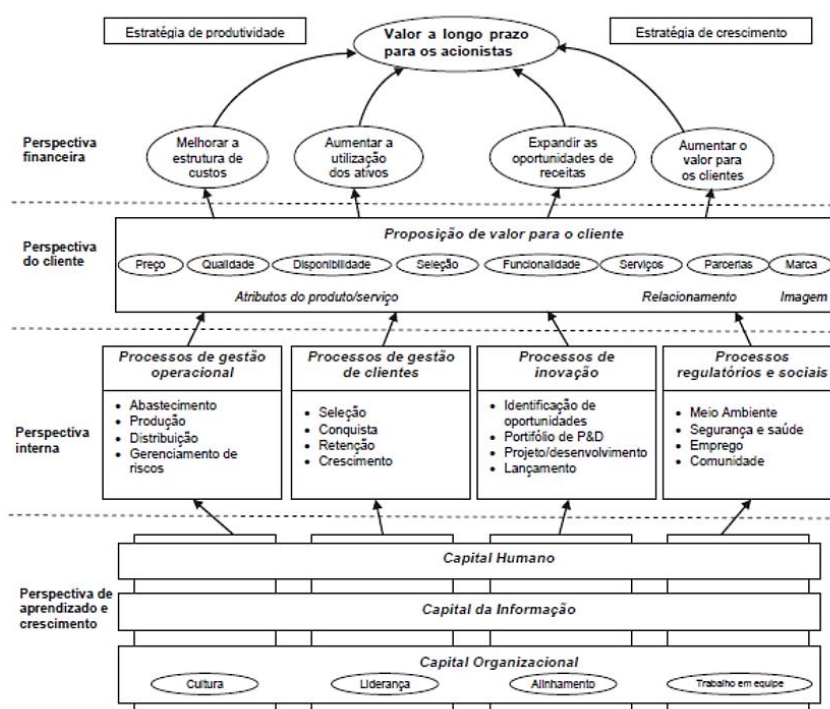 Estratégia de produtividade
Valor a longo prazo
para os acionistas
Estratégia de crescimento
Perspectiva
financeira
Melhorar a
estrutura de
custos
Aumentar a
utilização
dos ativos
Expandir as
oportunidades de
receitas
Aumentar o
valor para
os clientes
Perspectiva
do cliente
Proposição de valor para o cliente
Preço
Qualidade
Disponibilidade
Seleção
Funcionalidade
Serviços
Parcerias
Marca
Atributos do produto/serviço
Relacionamento
Imagem
Perspectiva
interna
Processos de gestão
operacional
• Abastecimento
• Produção
• Distribuição
• Gerenciamento de
riscos
Processos de gestão
de clientes
• Seleção
• Conquista
• Retenção
• Crescimento
Processos de
inovação
• Identificação de
oportunidades
• Portifólio de P&D
• Projeto/desenvolvimento
• Lançamento
Processos
regulatórios e sociais
• Meio Ambiente
• Segurança e saúde
• Emprego
• Comunidade
Perspectiva de
aprendizado e
crescimento
Capital Humano
Capital da Informação
Capital Organizacional
Cultura
Liderança
Alinhamento
Trabalho em equipe